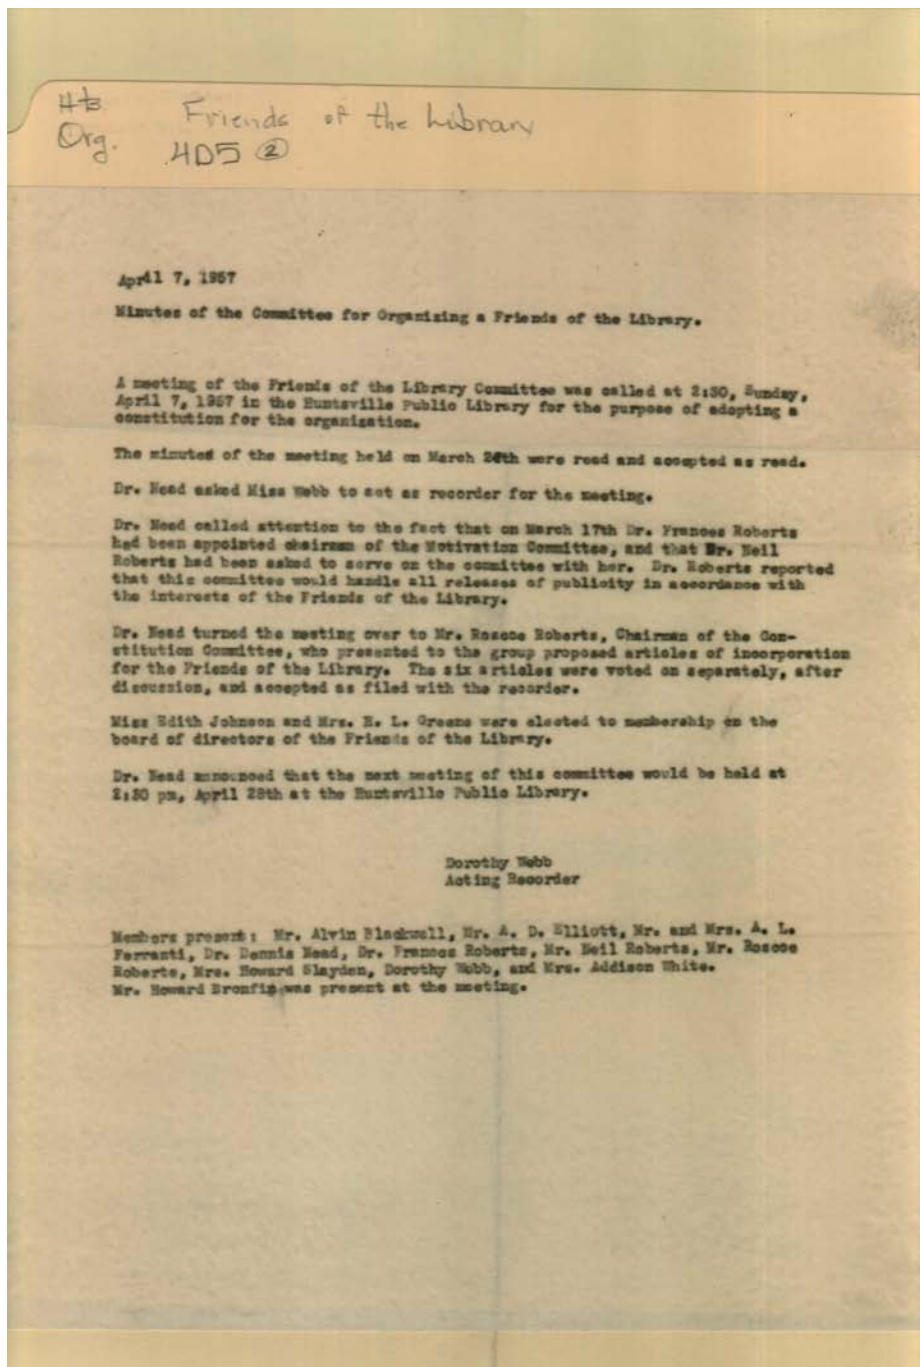 Hts Friends of the Library
Org. 4D5 ②
April 7, 1957
Minutes of the Committee for Organizing a Friends of the Library.
A meeting of the Friends of the Library Committee was called at 2:30, Sunday,
April 7, 1957 in the Huntsville Public Library for the purpose of adopting a
constitution for the organization.
The minutes of the meeting held on March were read and accepted as read.
Dr. Nead asked Miss Webb to act as recorder for the meeting.
Dr. Nead called attention to the fact that on March 17th Dr. Frances Roberts
had been appointed chairman of the Motivation Committee, and that Mr. Neil
Roberts had been asked to serve on the committee with her. Dr. Roberts reported
that this committee would handle all releases of publicity in accordance with
the interests of the Friends of the Library.
Dr. Nead turned the meeting over to Mr. Roscoe Roberts, Chairman of the Con-
stitution Committee, who presented to the group proposed articles of incorporation
for the Friends of the Library. The six articles were voted on separately, after
discussion, and accepted as filed with the recorder.
Miss Edith Johnson and Mrs. E. L. Greene were elected to membership on the
board of directors of the Friends of the Library.
Dr. Nead announced that the next meeting of this committee would be held at
2:30 pm, April 28th at the Huntsville Public Library.
Dorothy Webb
Acting Recorder
Members present: Mr. Alvin Blackwell, Mr. A. D. Elliott, Mr. and Mrs. A. L.
Ferranti, Dr. Dennis Nead, Dr. Frances Roberts, Mr. Neil Roberts, Mr. Roscoe
Roberts, Mrs. Howard Slayden, Dorothy Webb, and Mrs. Addison White.
Mr. Howard Bronfin was present at the meeting.